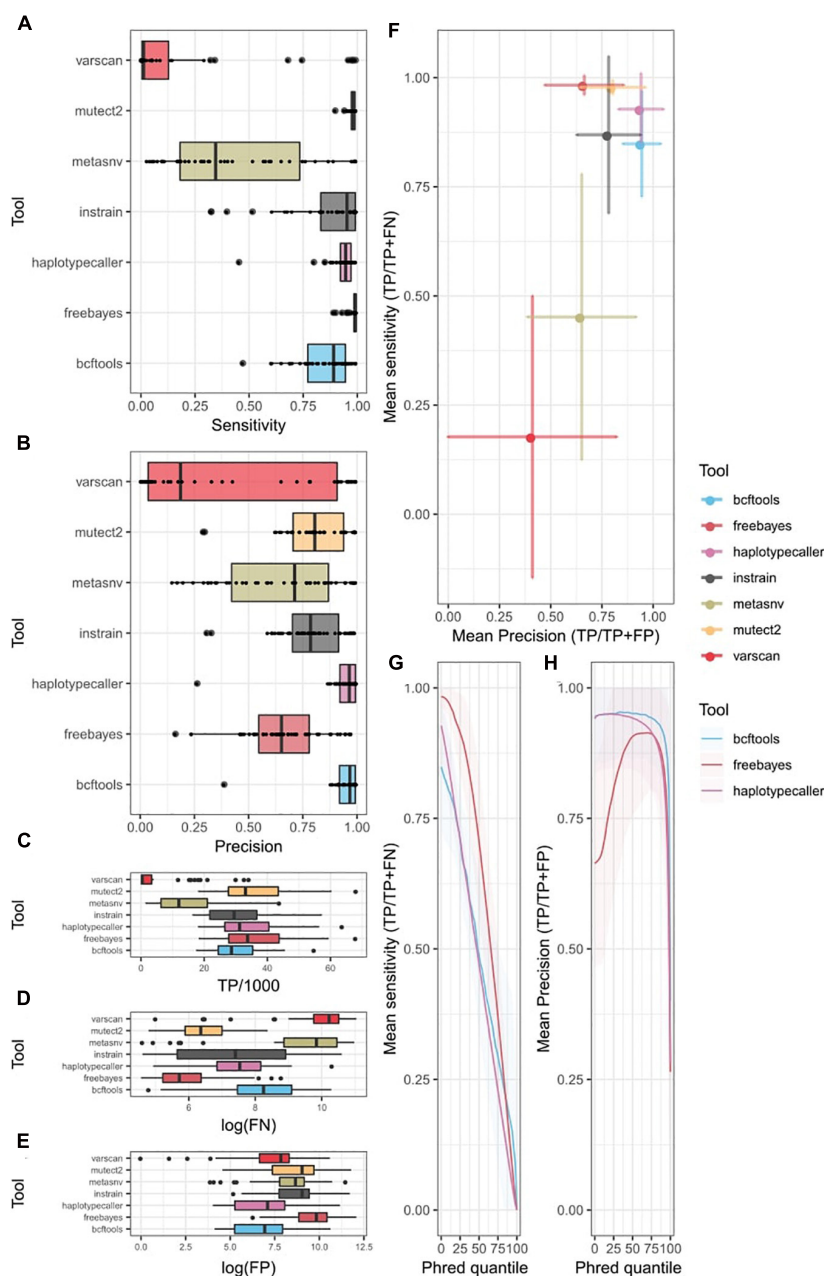 A
varscan
mutect2
metasnv
instrain
haplotypecaller
freebayes
bcftools
Tool
0.00 0.25 0.50 0.75 1.00
Sensitivity
B
varscan
mutect2
metasnv
instrain
haplotypecaller
freebayes
bcftools
Tool
0.00 0.25 0.50 0.75 1.00
Precision
C
varscan
mutect2
metasnv
instrain
haplotypecaller
freebayes
bcftools
Tool
0 20 40 60
TP/1000
D
varscan
mutect2
metasnv
instrain
haplotypecaller
freebayes
bcftools
Tool
6 8 10
log(FN)
E
varscan
mutect2
metasnv
instrain
haplotypecaller
freebayes
bcftools
Tool
0.0 2.5 5.0 7.5 10.0 12.5
log(FP)
F
1.00
0.75
0.50
0.25
0.00
Mean sensitivity (TP/TP+FN)
0.00 0.25 0.50 0.75 1.00
Mean Precision (TP/TP+FP)
Tool
bcftools
freebayes
haplotypecaller
instrain
metasnv
mutect2
varscan
G
1.00
0.75
0.50
0.25
0.00
Mean sensitivity (TP/TP+FN)
0 25 50 75 100
Phred quantile
H
1.00
0.75
0.50
0.25
0.00
Mean Precision (TP/TP+FP)
0 25 50 75 100
Phred quantile
Tool
bcftools
freebayes
haplotypecaller